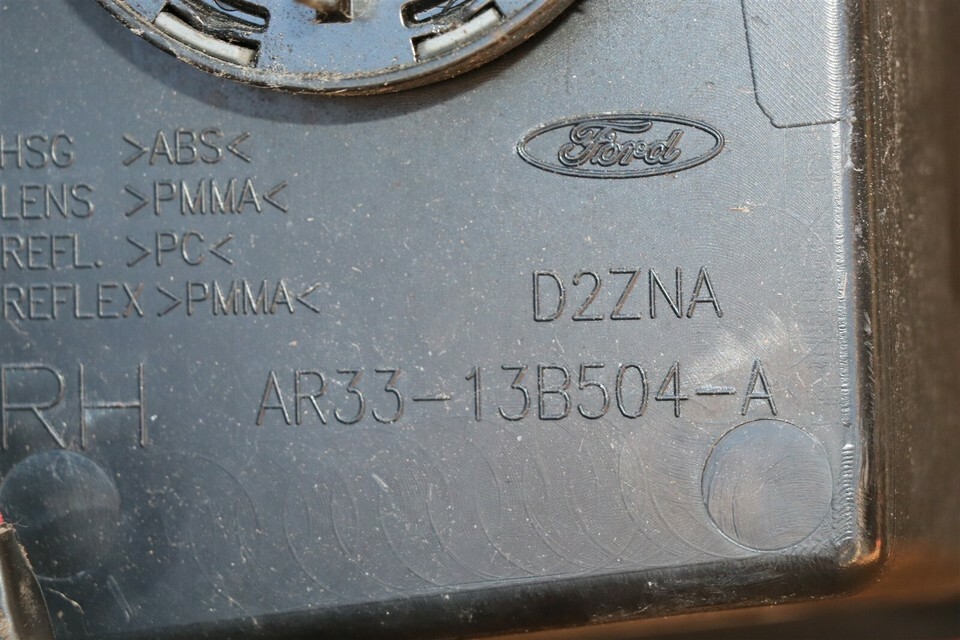 HSG >ABS<
Ford
LENS >PMMA<
REFL. >PC<
REFLEX >PMMA<
D2ZNA
RH AR33-13B504-A